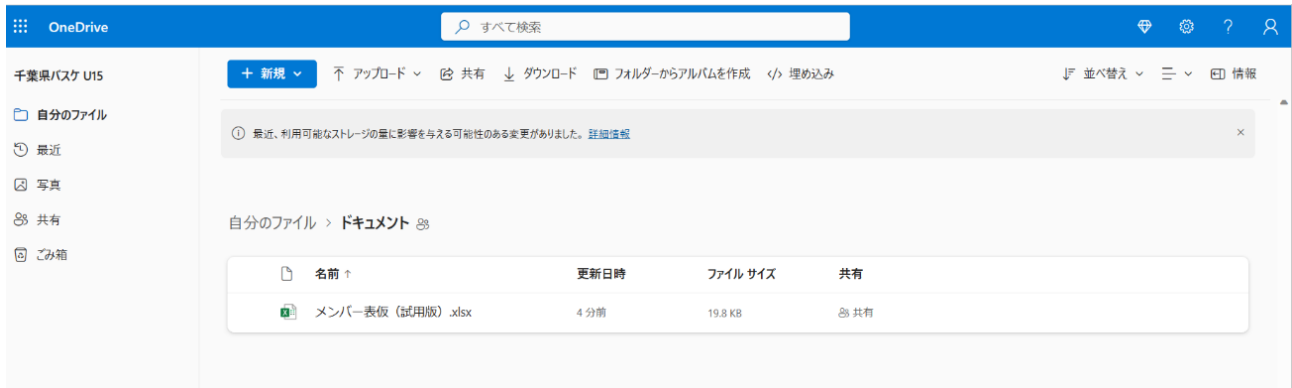 OneDrive
すべて検索
千葉県バスケ U15
自分のファイル
最近
写真
共有
ごみ箱
+ 新規
アップロード
共有
ダウンロード
フォルダーからアルバムを作成
</> 埋め込み
並べ替え
情報
最近、利用可能なストレージの量に影響を与える可能性のある変更がありました。詳細情報
自分のファイル > ドキュメント
名前 ↑ 更新日時 ファイル サイズ 共有
メンバー表仮（試用版）.xlsx 4 分前 19.8 KB 共有